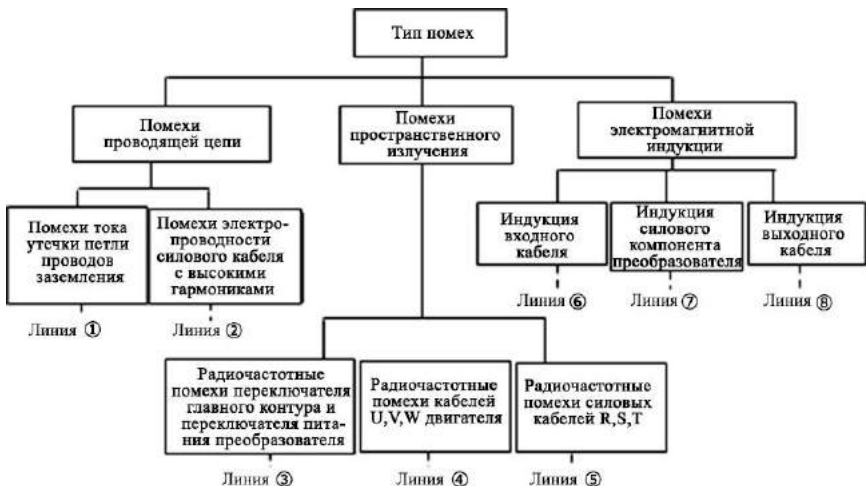 Тип помех
Помехи
проводящей цепи
Помехи
пространственного
излучения
Помехи
электромагнитной
индукции
Помехи тока
утечки петли
проводов
заземления
Помехи электро-
проводности
силового кабеля
с высокими
гармониками
Индукция
входного
кабеля
Индукция
силового
компонента
преобразователя
Индукция
выходного
кабеля
Линия ①
Линия ②
Линия ⑥
Линия ⑦
Линия ⑧
Радиочастотные
помехи переключателя
главного контура и
переключателя пита-
ния преобразователя
Радиочастотные
помехи кабелей
U,V,W двигателя
Радиочастотные
помехи силовых
кабелей R,S,T
Линия ③
Линия ④
Линия ⑤